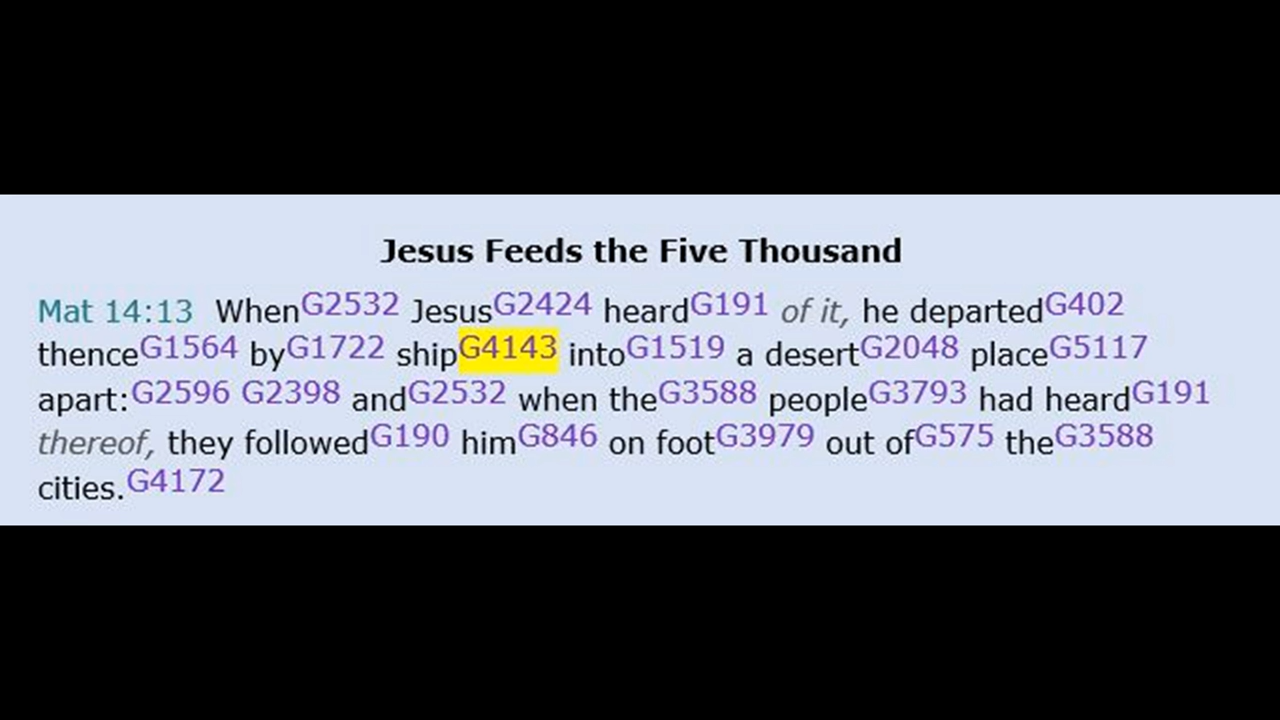 Jesus Feeds the Five Thousand
Mat 14:13 WhenG2532 JesusG2424 heardG191 of it, he departedG402
thenceG1564 byG1722 shipG4143 intoG1519 a desertG2048 placeG5117
apart:G2596 G2398 andG2532 when theG3588 peopleG3793 had heardG191
thereof, they followedG190 himG846 on footG3979 out ofG575 theG3588
cities.G4172